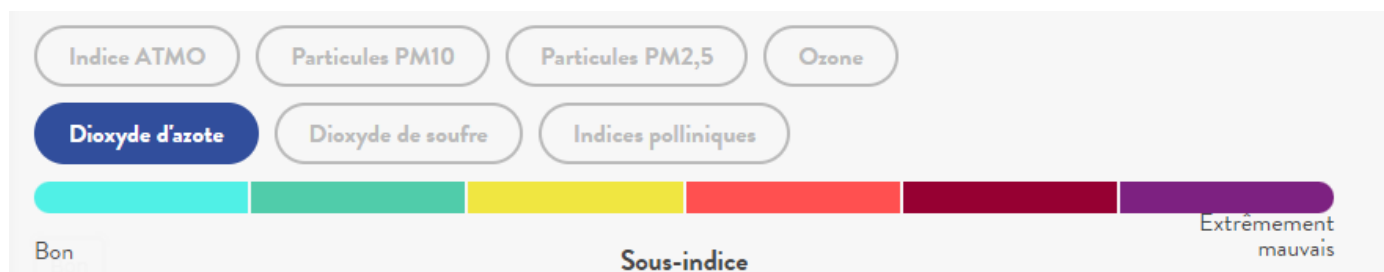 Indice ATMO Particules PM10 Particules PM2,5 Ozone
Dioxyde d'azote Dioxyde de soufre Indices polliniques
Bon Sous-indice Extrêmement
mauvais